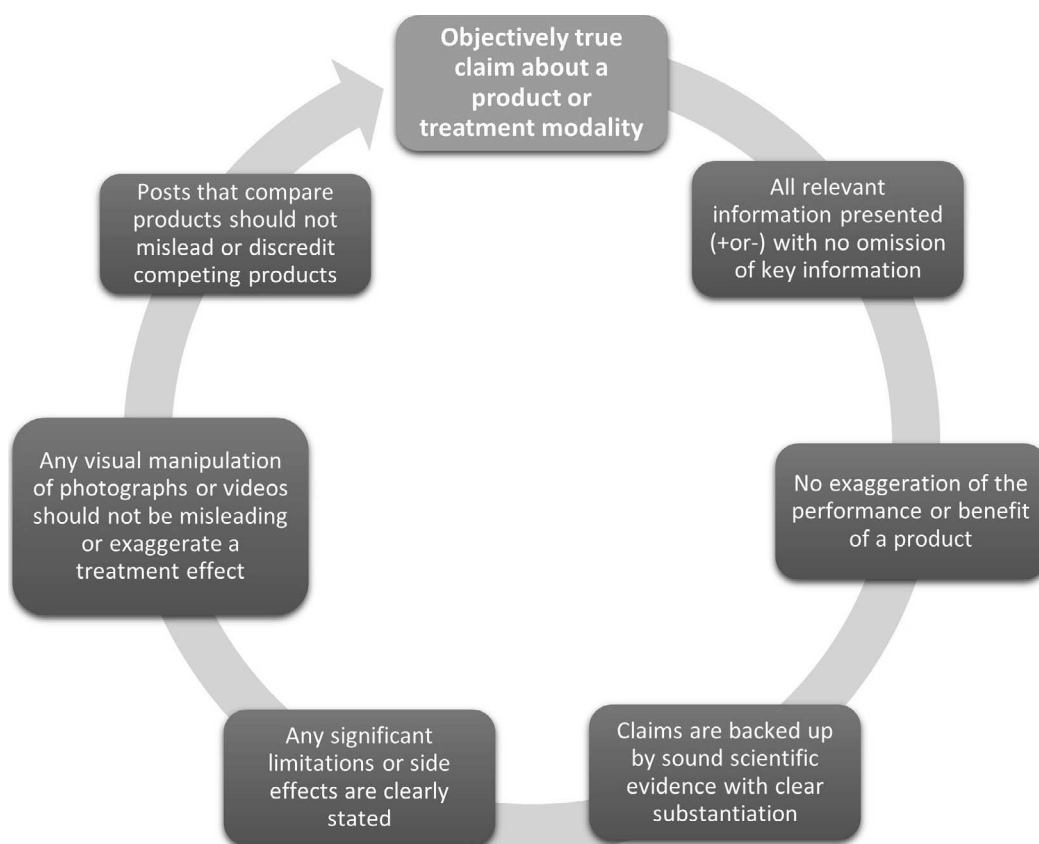 Objectively true
claim about a
product or
treatment modality
All relevant
information presented
(+or-) with no omission
of key information
No exaggeration of the
performance or benefit
of a product
Claims are backed up
by sound scientific
evidence with clear
substantiation
Any significant
limitations or side
effects are clearly
stated
Any visual manipulation
of photographs or videos
should not be misleading
or exaggerate a
treatment effect
Posts that compare
products should not
mislead or discredit
competing products